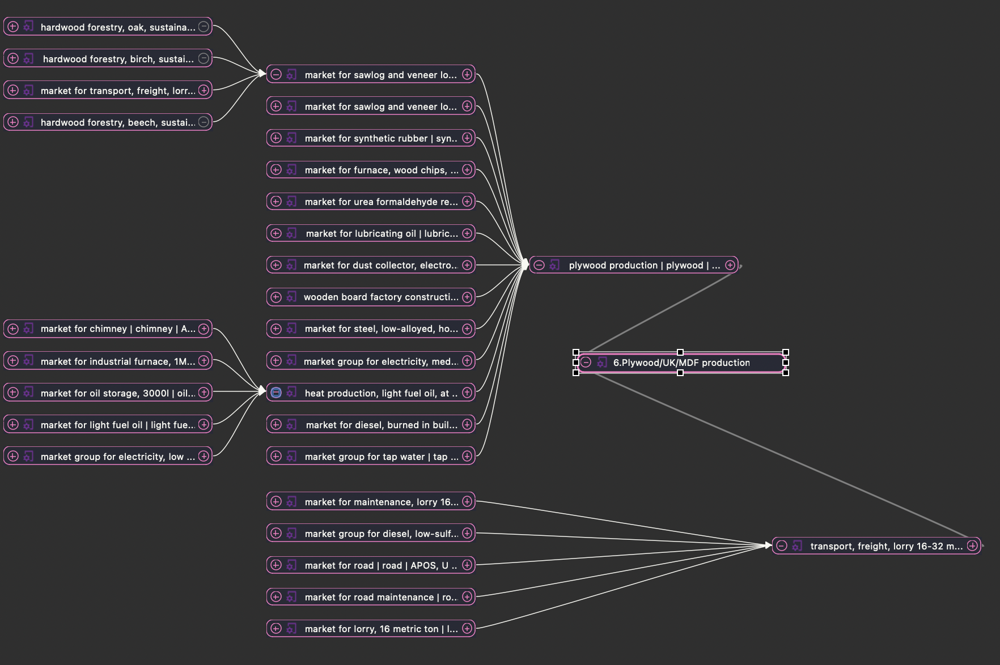 hardwood forestry, oak, sustaina...
hardwood forestry, birch, sustai...
market for transport, freight, lorr...
hardwood forestry, beech, sustai...
market for sawlog and veneer lo...
market for sawlog and veneer lo...
market for synthetic rubber | syn..
market for furnace, wood chips, ...
market for urea formaldehyde re...
market for lubricating oil | lubric...
market for dust collector, electro...
plywood production | plywood | ...
wooden board factory constructi...
market for chimney | chimney | A...
market for steel, low-alloyed, ho...
market for industrial furnace, 1M...
market group for electricity, med...
6.Plywood/UK/MDF production
market for oil storage, 3000l | oil...
heat production, light fuel oil, at ..
market for light fuel oil | light fue...
market for diesel, burned in buil...
market group for electricity, low ...
market group for tap water | tap ...
market for maintenance, lorry 16...
market group for diesel, low-sulf...
transport, freight, lorry 16-32 m...
market for road | road | APOS, U ..
market for road maintenance | ro..
market for lorry, 16 metric ton | l...